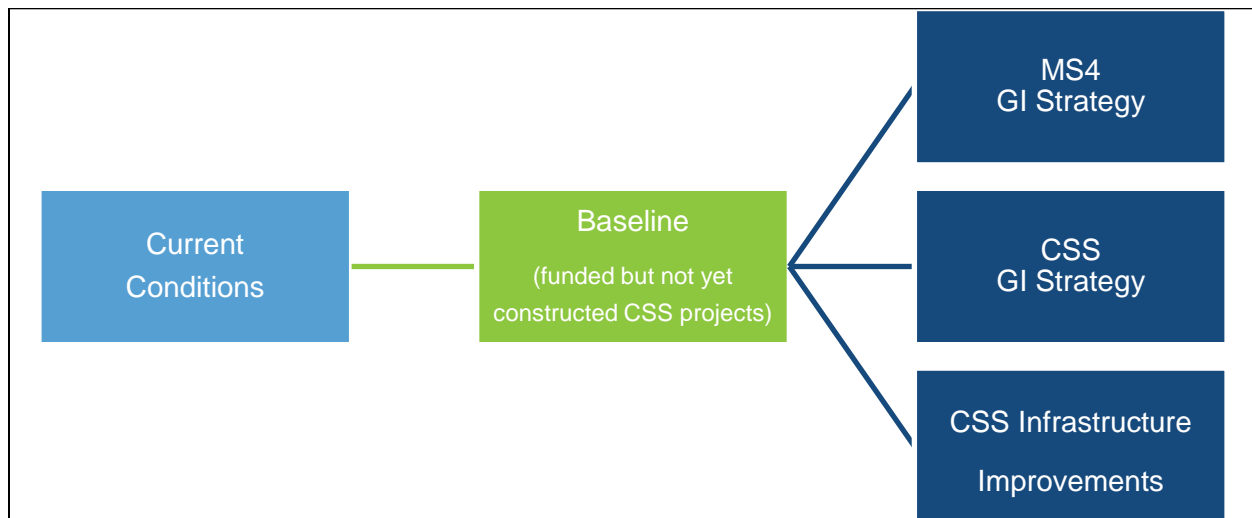 Current
Conditions
Baseline
(funded but not yet
constructed CSS projects)
MS4
GI Strategy
CSS
GI Strategy
CSS Infrastructure
Improvements